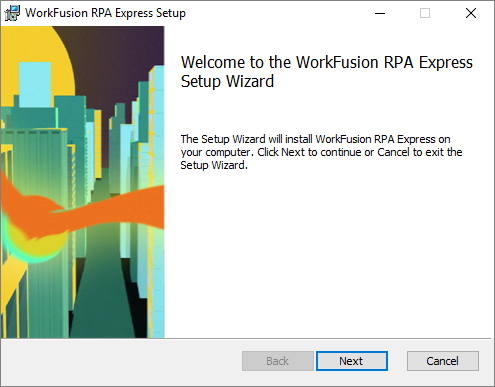 WorkFusion RPA Express Setup
Welcome to the WorkFusion RPA Express
Setup Wizard
The Setup Wizard will install WorkFusion RPA Express on
your computer. Click Next to continue or Cancel to exit the
Setup Wizard.
Back Next Cancel